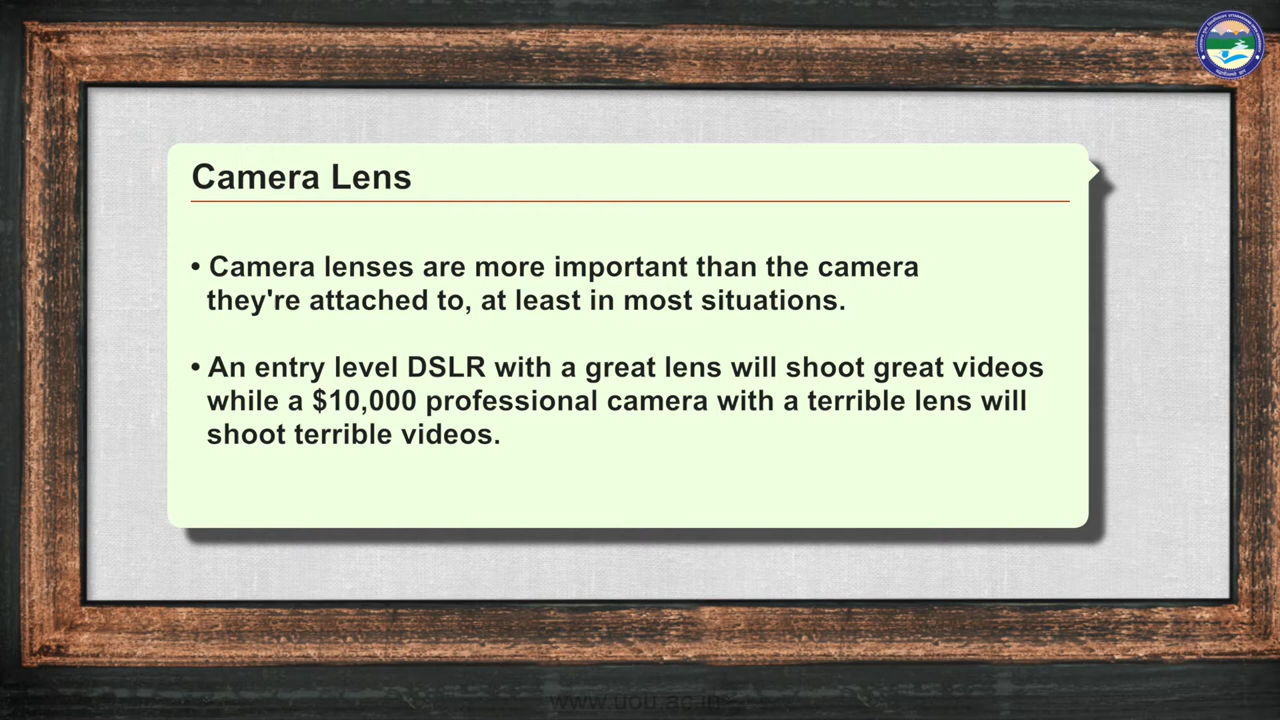 Camera Lens
• Camera lenses are more important than the camera
they're attached to, at least in most situations.
• An entry level DSLR with a great lens will shoot great videos
while a $10,000 professional camera with a terrible lens will
shoot terrible videos.
www.uou.ac.in